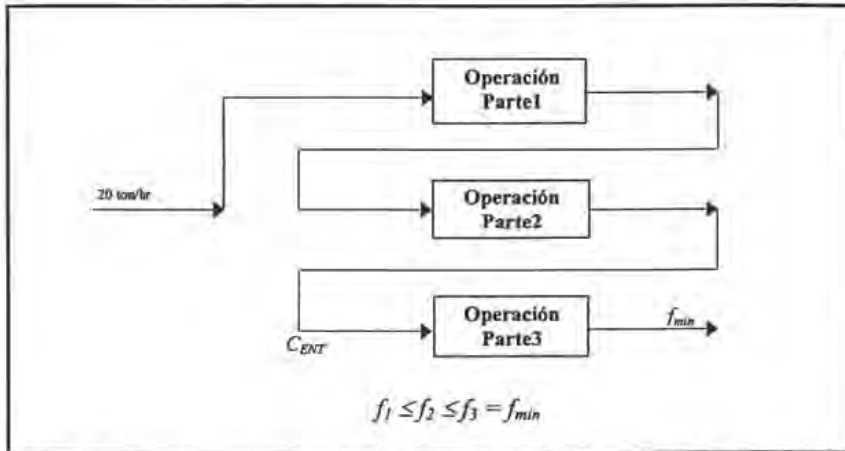 Operación
Parte1
20 ton/hr
Operación
Parte2
Operación
Parte3
f_min
C_ENT
f_1 ≤ f_2 ≤ f_3 = f_min